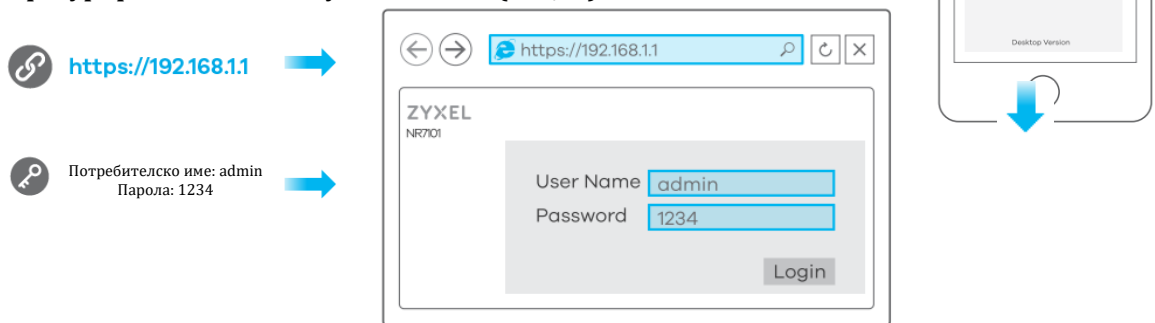 https://192.168.1.1
Потребителско име: admin
Парола: 1234
https://192.168.1.1
ZYXEL
NR7101
User Name admin
Password 1234
Login
Desktop Version